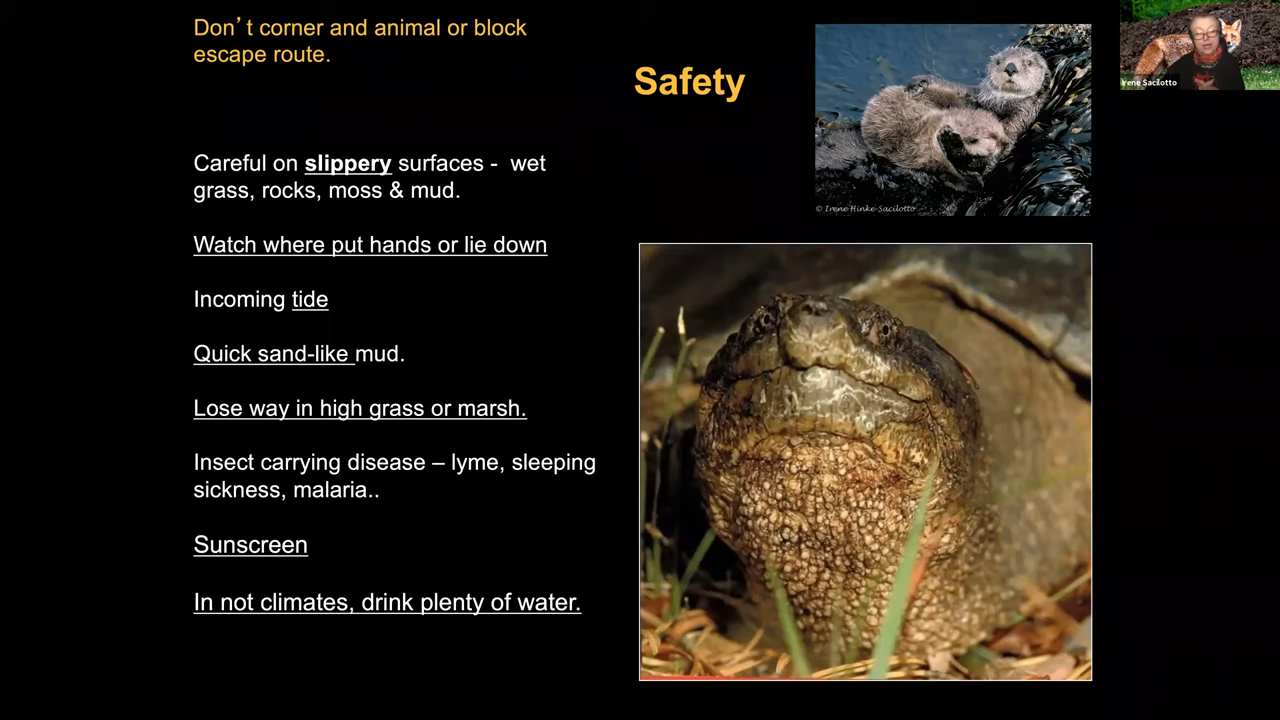 Don’t corner and animal or block
escape route.
Safety
Careful on slippery surfaces - wet
grass, rocks, moss & mud.
Watch where put hands or lie down
Incoming tide
Quick sand-like mud.
Lose way in high grass or marsh.
Insect carrying disease – lyme, sleeping
sickness, malaria..
Sunscreen
In not climates, drink plenty of water.
© Irene Hinke-Sacilotto
Irene Sacilotto